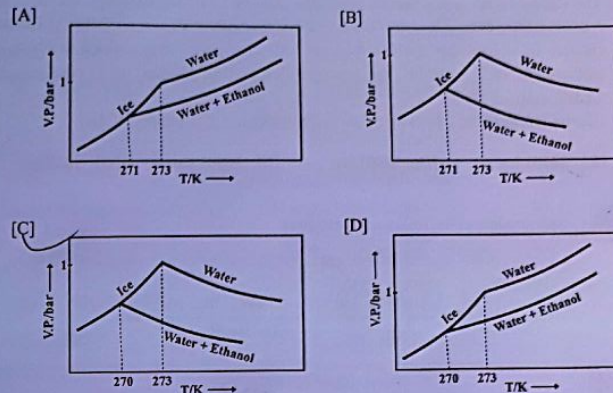 [A]
Water
1
Ice
Water + Ethanol
V.P./bar
271 273
T/K
[B]
1
Water
Ice
Water + Ethanol
V.P./bar
271 273
T/K
[C]
1
Ice
Water
Water + Ethanol
V.P./bar
270 273
T/K
[D]
Water
1
Ice
Water + Ethanol
V.P./bar
270 273
T/K